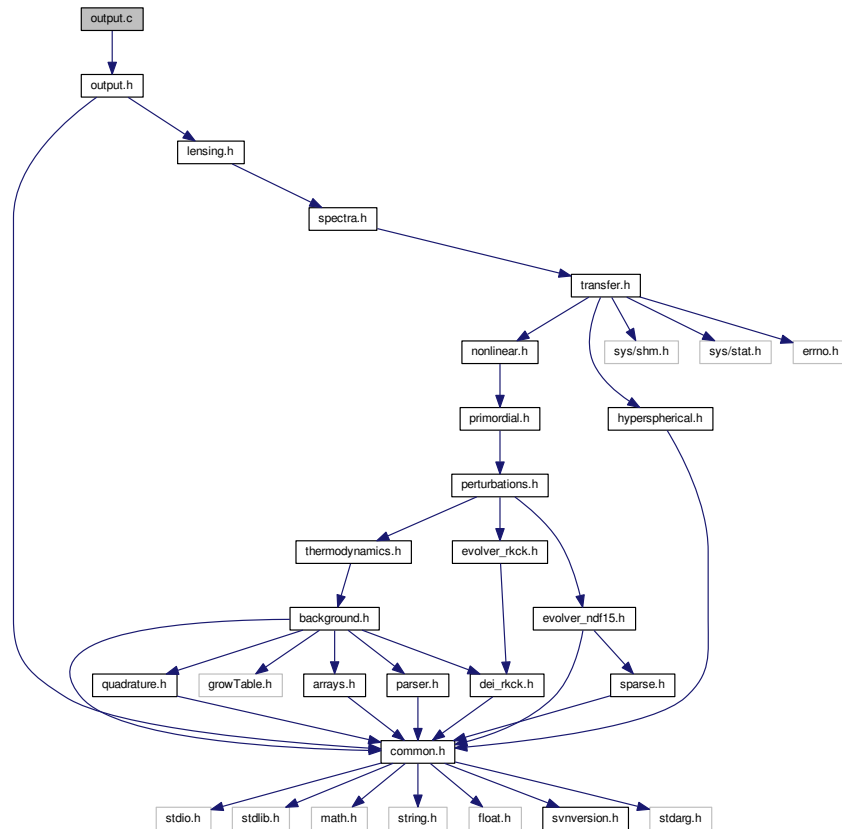 output.c
output.h
lensing.h
spectra.h
transfer.h
nonlinear.h
sys/shm.h
sys/stat.h
errno.h
primordial.h
hyperspherical.h
perturbations.h
thermodynamics.h
evolver_rkck.h
background.h
evolver_ndf15.h
quadrature.h
growTable.h
arrays.h
parser.h
dei_rkck.h
sparse.h
common.h
stdio.h
stdlib.h
math.h
string.h
float.h
svnversion.h
stdarg.h